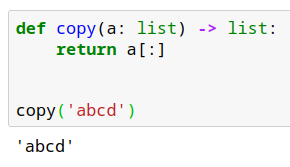 def copy(a: list) -> list:
    return a[:]
copy('abcd')
'abcd'